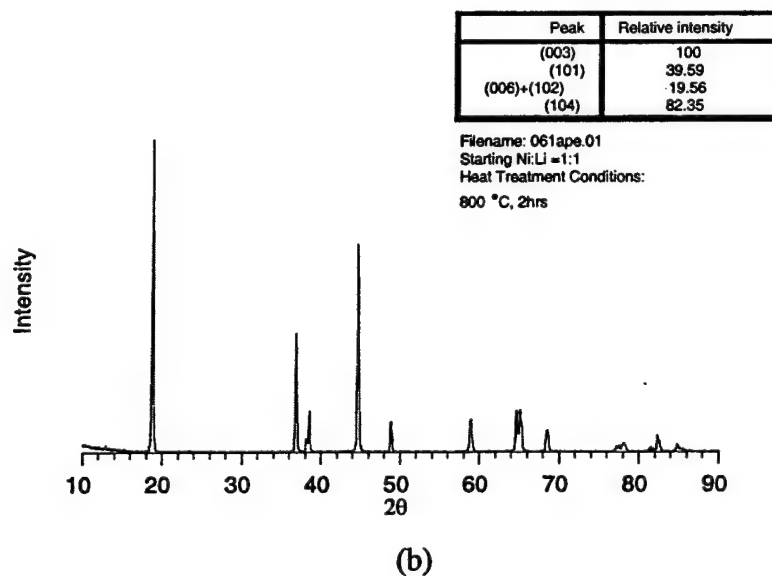 Peak Relative intensity
(003) 100
(101) 39.59
(006)+(102) 19.56
(104) 82.35
Filename: 061ape.01
Starting Ni:Li =1:1
Heat Treatment Conditions:
800 °C, 2hrs
Intensity
10 20 30 40 50 60 70 80 90
2θ
(b)